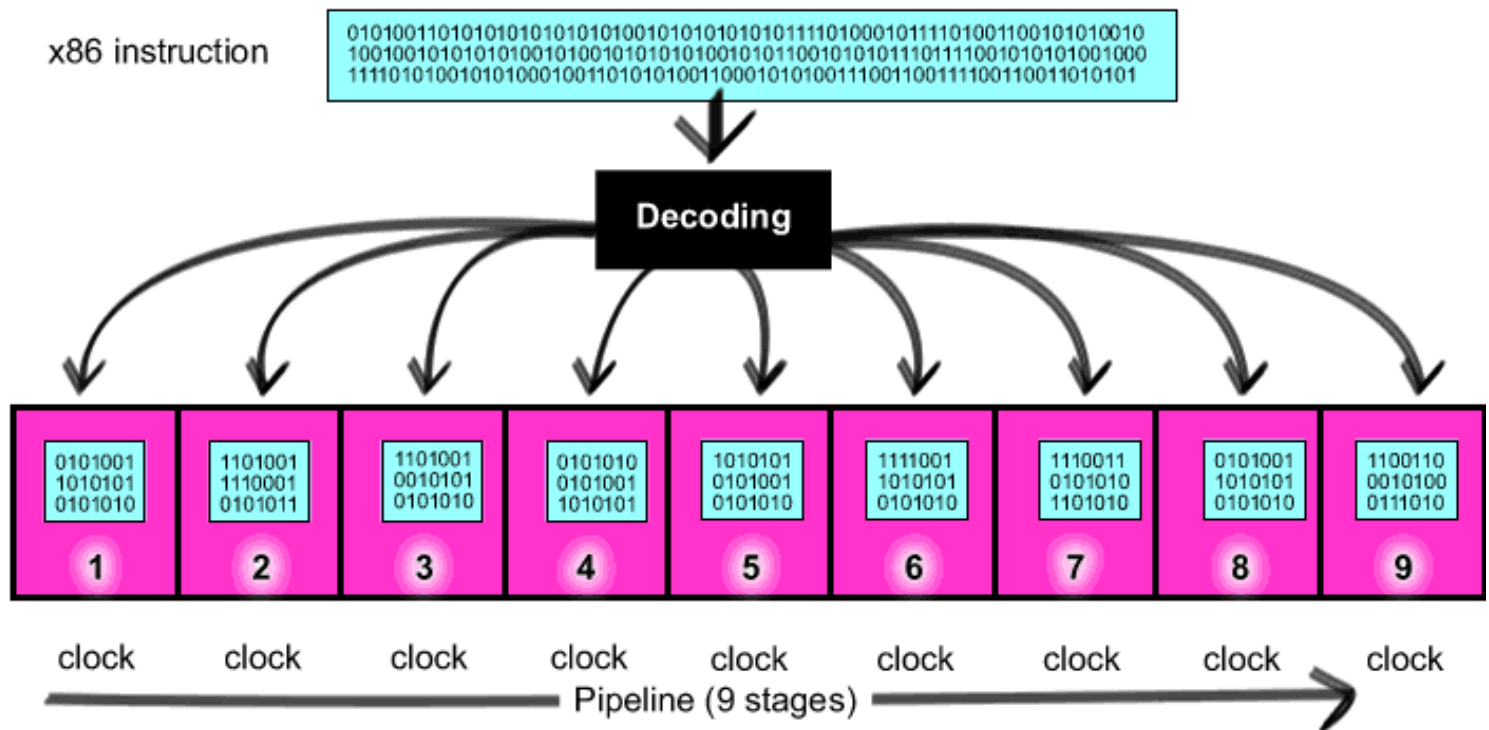 x86 instruction
010100110101010101010101001010101010101011110100010111101001100101010010
1001001010101010010101001010101010010101100101010111011110010101010010000
1111010100101010001001101010100110001010100111001100111100110011010101
Decoding
0101001 1101001 1101001 0101010 1010101 1111001 1110011 0101001 1100110
1010101 1110001 0010101 0101001 0101001 1010101 0101010 1010101 0010100
0101010 0101011 0101010 1010101 0101010 0101010 1101010 0101010 0111010
1 2 3 4 5 6 7 8 9
clock clock clock clock clock clock clock clock clock
Pipeline (9 stages)